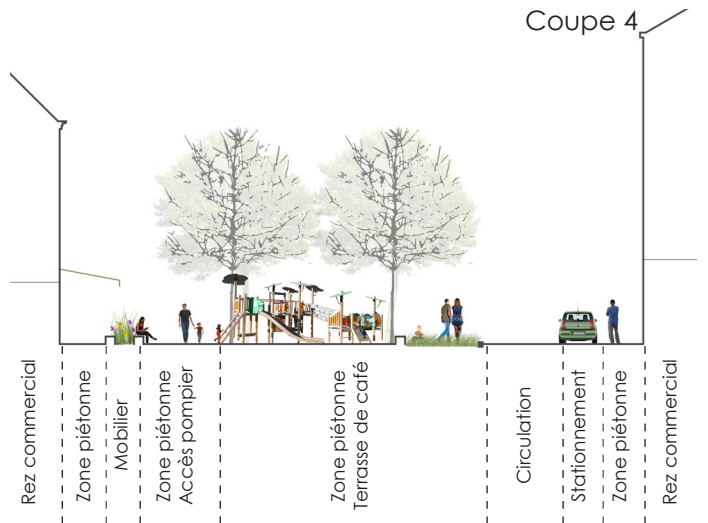 Coupe 4
Rez commercial
Zone piétonne
Mobilier
Zone piétonne
Accès pompier
Zone piétonne
Terrasse de café
Circulation
Stationnement
Zone piétonne
Rez commercial